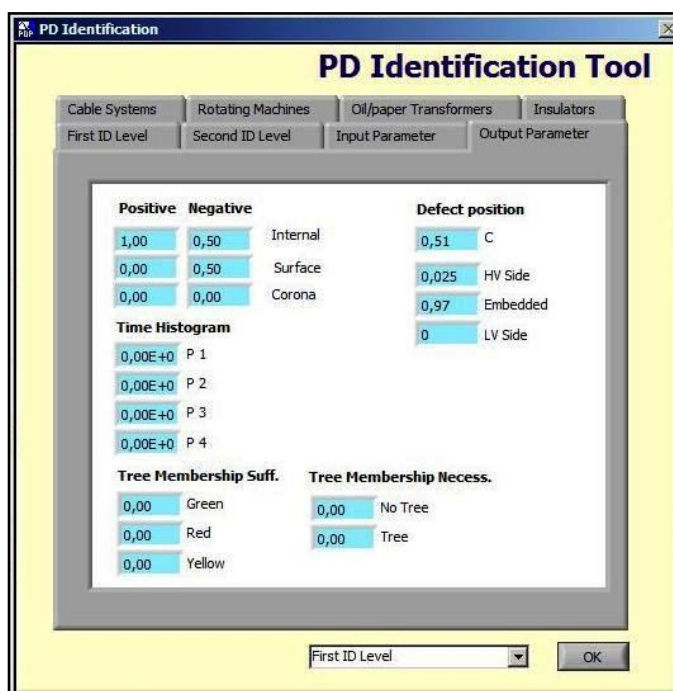 PD Identification
PD Identification Tool
Cable Systems Rotating Machines Oil/paper Transformers Insulators
First ID Level Second ID Level Input Parameter Output Parameter
Positive Negative
1,00 0,50 Internal
0,00 0,50 Surface
0,00 0,00 Corona
Defect position
0,51 C
0,025 HV Side
0,97 Embedded
0 LV Side
Time Histogram
0,00E+0 P 1
0,00E+0 P 2
0,00E+0 P 3
0,00E+0 P 4
Tree Membership Suff.
0,00 Green
0,00 Red
0,00 Yellow
Tree Membership Necess.
0,00 No Tree
0,00 Tree
First ID Level OK